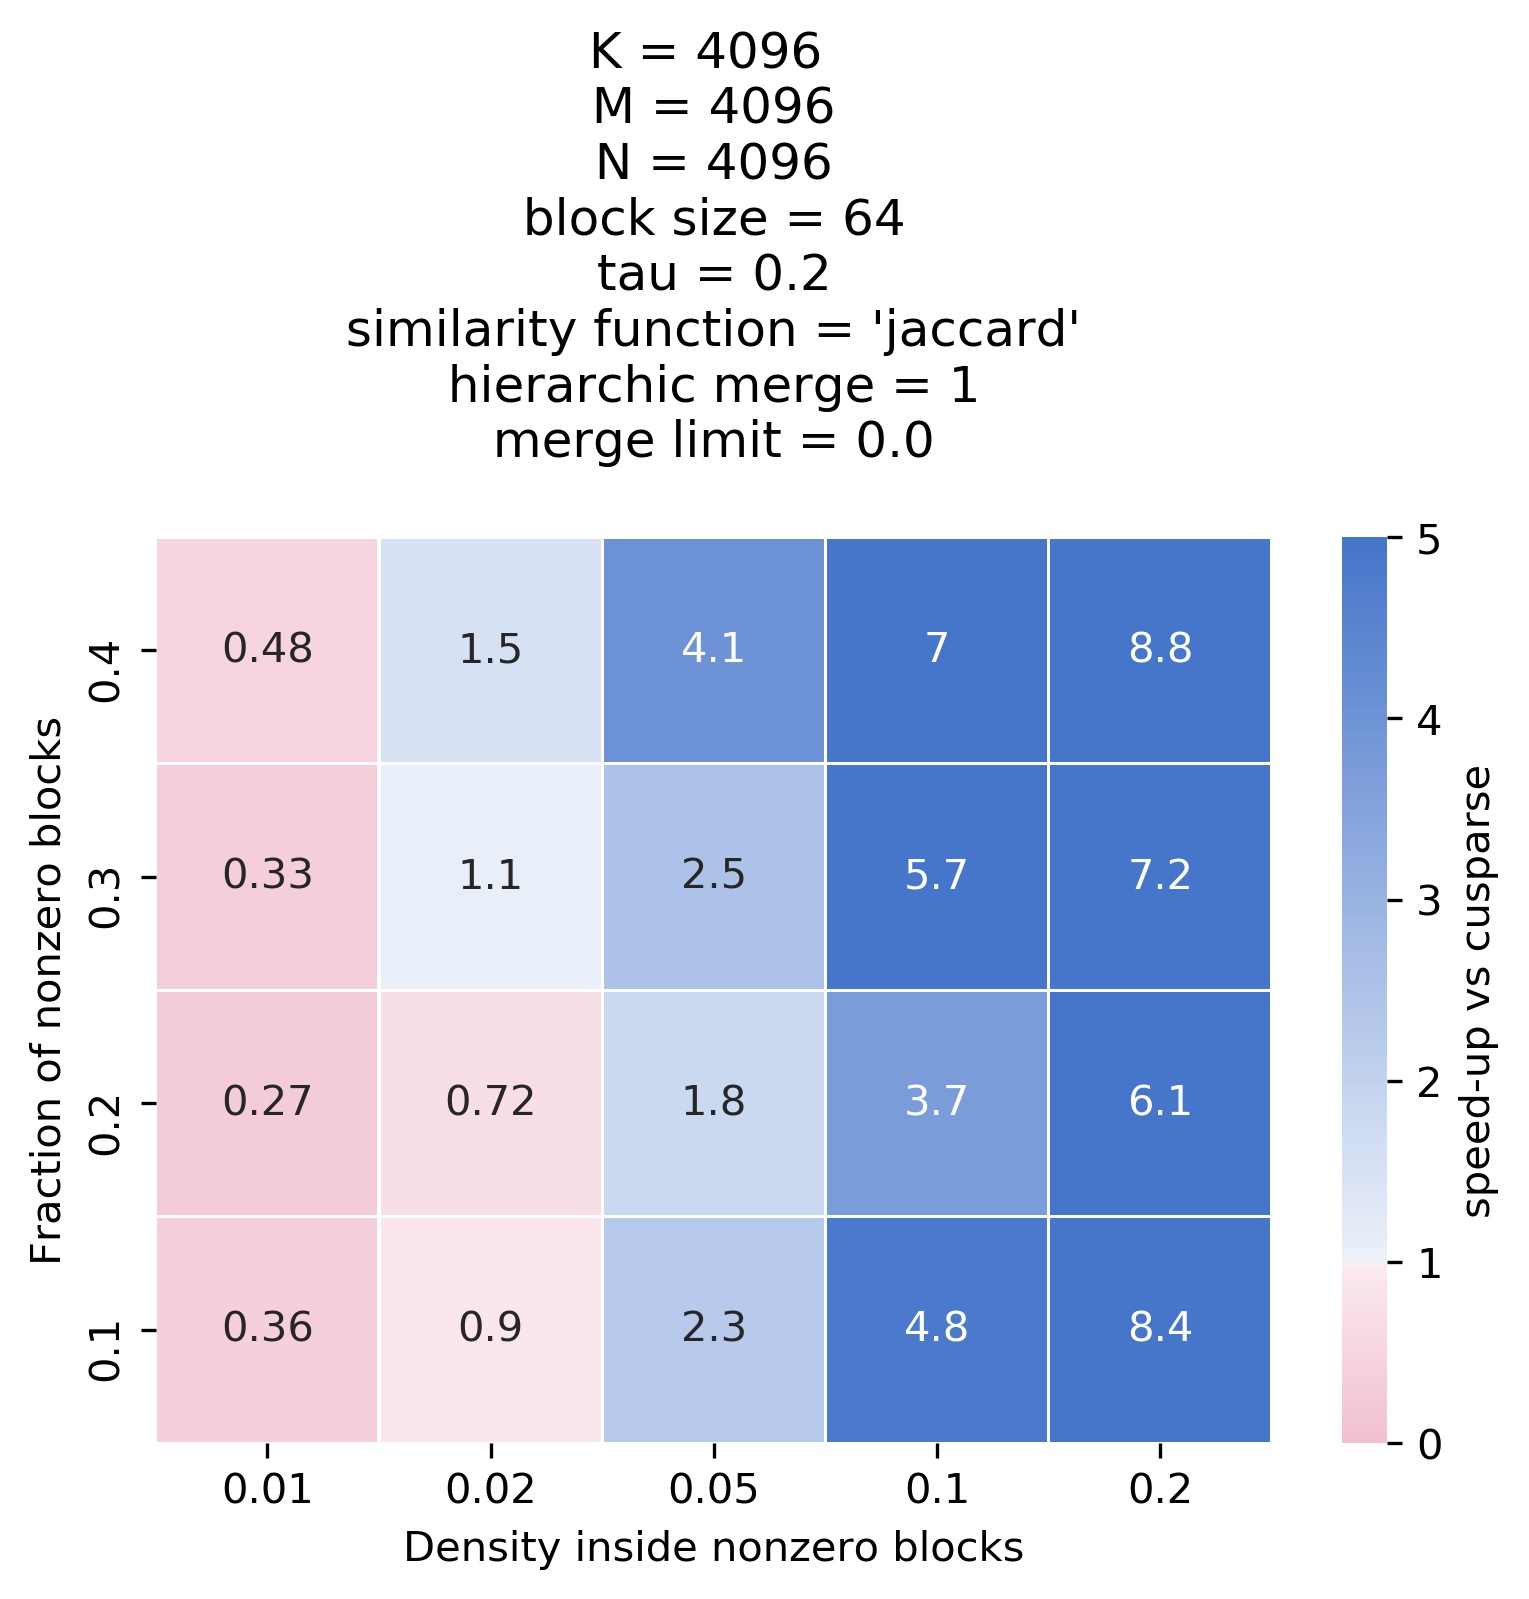 K = 4096
M = 4096
N = 4096
block size = 64
tau = 0.2
similarity function = 'jaccard'
hierarchic merge = 1
merge limit = 0.0
Fraction of nonzero blocks
0.4
0.48 1.5 4.1 7 8.8
0.3
0.33 1.1 2.5 5.7 7.2
0.2
0.27 0.72 1.8 3.7 6.1
0.1
0.36 0.9 2.3 4.8 8.4
0.01 0.02 0.05 0.1 0.2
Density inside nonzero blocks
5
4
3
2
1
0
speed-up vs cusparse